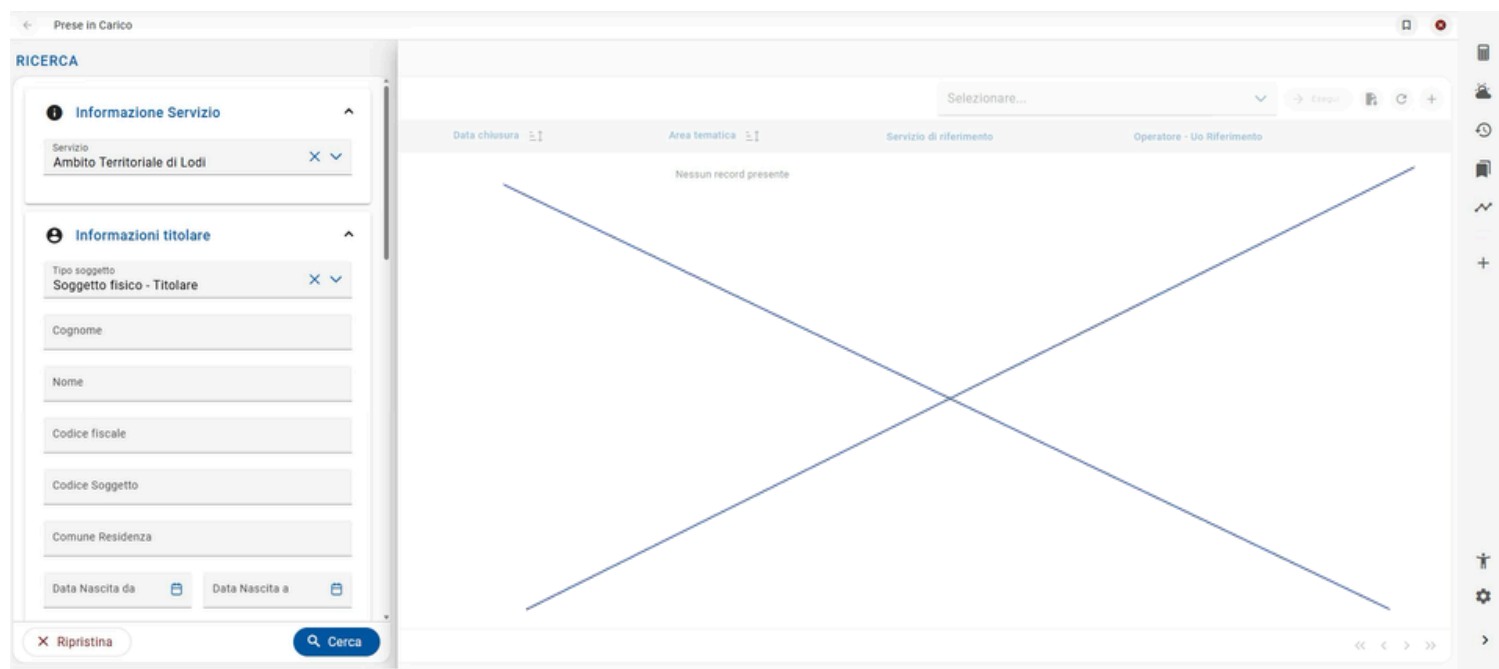 Prese in Carico
RICERCA
Informazione Servizio
Servizio
Ambito Territoriale di Lodi
Informazioni titolare
Tipo soggetto
Soggetto fisico - Titolare
Cognome
Nome
Codice fiscale
Codice Soggetto
Comune Residenza
Data Nascita da
Data Nascita a
Ripristina
Cerca
Selezionare...
Esegui
Data chiusura
Area tematica
Servizio di riferimento
Operatore - Uo Riferimento
Nessun record presente